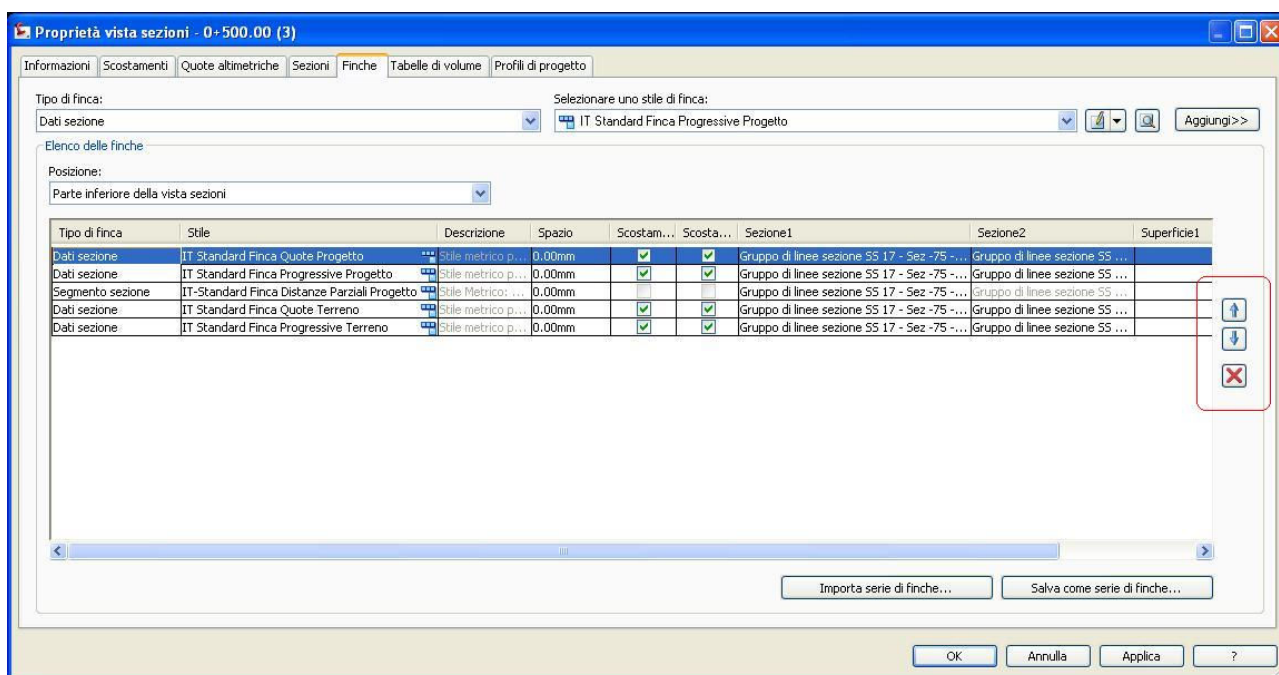 Proprietà vista sezioni - 0+500.00 (3)
Informazioni Scostamenti Quote altimetriche Sezioni Finche Tabelle di volume Profili di progetto
Tipo di finca: Selezionare uno stile di finca:
Dati sezione IT Standard Finca Progressive Progetto Aggiungi>>
Elenco delle finche
Posizione:
Parte inferiore della vista sezioni
Tipo di finca Stile Descrizione Spazio Scostam... Scosta... Sezione1 Sezione2 Superficie1
Dati sezione IT Standard Finca Quote Progetto Stile metrico p... 0.00mm Gruppo di linee sezione SS 17 - Sez -75 -... Gruppo di linee sezione SS ...
Dati sezione IT Standard Finca Progressive Progetto Stile metrico p... 0.00mm Gruppo di linee sezione SS 17 - Sez -75 -... Gruppo di linee sezione SS ...
Segmento sezione IT-Standard Finca Distanze Parziali Progetto Stile Metrico: ... 0.00mm Gruppo di linee sezione SS 17 - Sez -75 -... Gruppo di linee sezione SS ...
Dati sezione IT Standard Finca Quote Terreno Stile metrico p... 0.00mm Gruppo di linee sezione SS 17 - Sez -75 -... Gruppo di linee sezione SS ...
Dati sezione IT Standard Finca Progressive Terreno Stile metrico p... 0.00mm Gruppo di linee sezione SS 17 - Sez -75 -... Gruppo di linee sezione SS ...
Importa serie di finche... Salva come serie di finche...
OK Annulla Applica ?